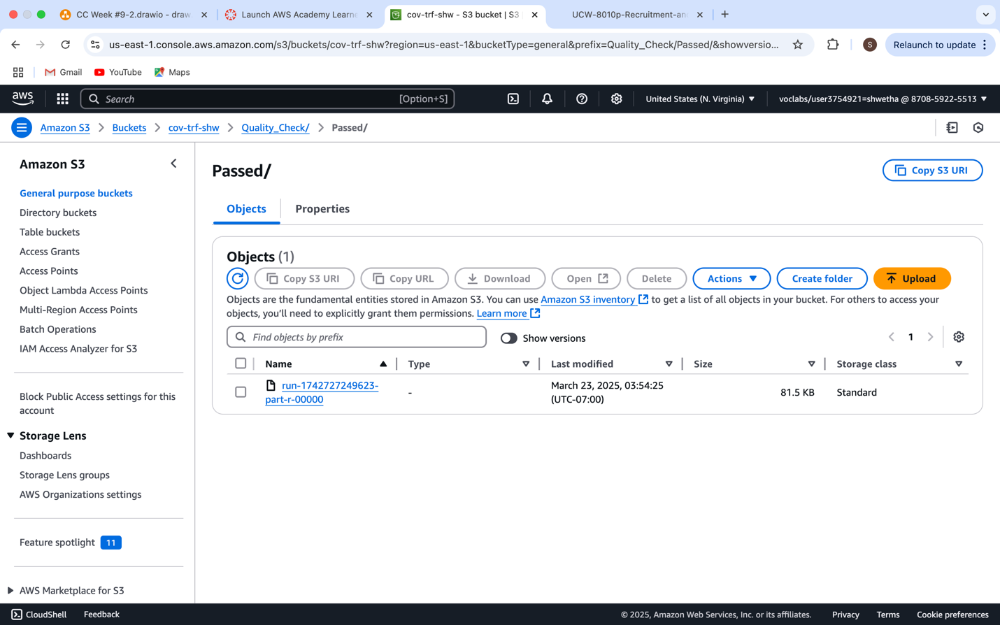 CC Week #9-2.drawio - draw
Launch AWS Academy Learne
cov-trf-shw - S3 bucket | S3
UCW-8010p-Recruitment-an
us-east-1.console.aws.amazon.com/s3/buckets/cov-trf-shw?region=us-east-1&bucketType=general&prefix=Quality_Check/Passed/&showversio...
S
Relaunch to update
Gmail
YouTube
Maps
aws
Search
[Option+S]
United States (N. Virginia)
voclabs/user3754921=shwetha @ 8708-5922-5513
Amazon S3
Buckets
cov-trf-shw
Quality_Check/
Passed/
Amazon S3
General purpose buckets
Directory buckets
Table buckets
Access Grants
Access Points
Object Lambda Access Points
Multi-Region Access Points
Batch Operations
IAM Access Analyzer for S3
Block Public Access settings for this
account
Storage Lens
Dashboards
Storage Lens groups
AWS Organizations settings
Feature spotlight 11
AWS Marketplace for S3
Passed/
Copy S3 URI
Objects
Properties
Objects (1)
Copy S3 URI
Copy URL
Download
Open
Delete
Actions
Create folder
Upload
Objects are the fundamental entities stored in Amazon S3. You can use Amazon S3 inventory to get a list of all objects in your bucket. For others to access your
objects, you'll need to explicitly grant them permissions. Learn more
Find objects by prefix
Show versions
1
Name
Type
Last modified
Size
Storage class
run-1742727249623-
part-r-00000
-
March 23, 2025, 03:54:25
(UTC-07:00)
81.5 KB
Standard
CloudShell
Feedback
© 2025, Amazon Web Services, Inc. or its affiliates.
Privacy
Terms
Cookie preferences